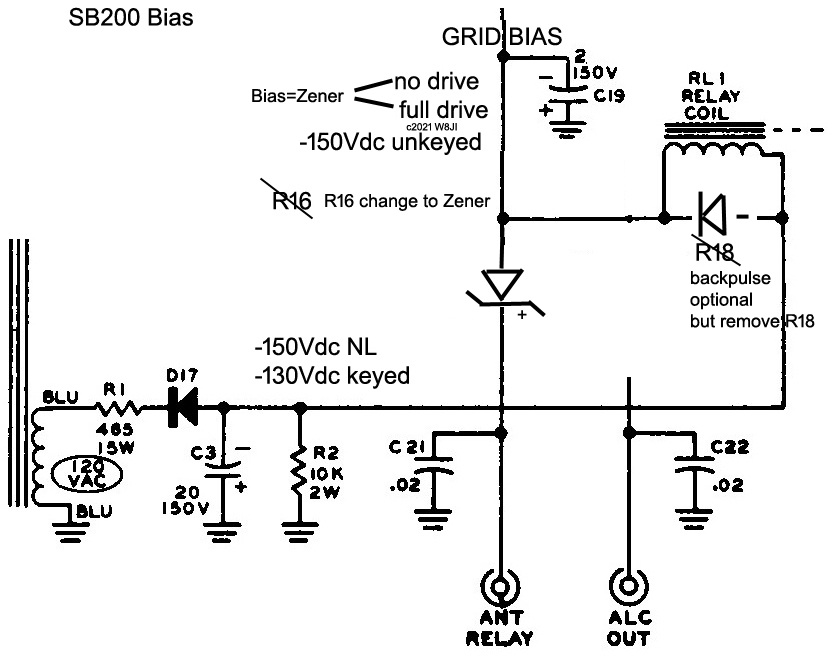 SB200 Bias
GRID BIAS
2
150V
C19
−
+
RL1
RELAY
COIL
no drive
Bias=Zener
full drive
c2021 W8JI
-150Vdc unkeyed
R16 R16 change to Zener
R18
backpulse
optional
but remove R18
+
-150Vdc NL
-130Vdc keyed
BLU
R1
465
15W
D17
120
VAC
BLU
C3
−
+
20
150V
R2
10K
2W
C21
.02
C22
.02
ANT
RELAY
ALC
OUT